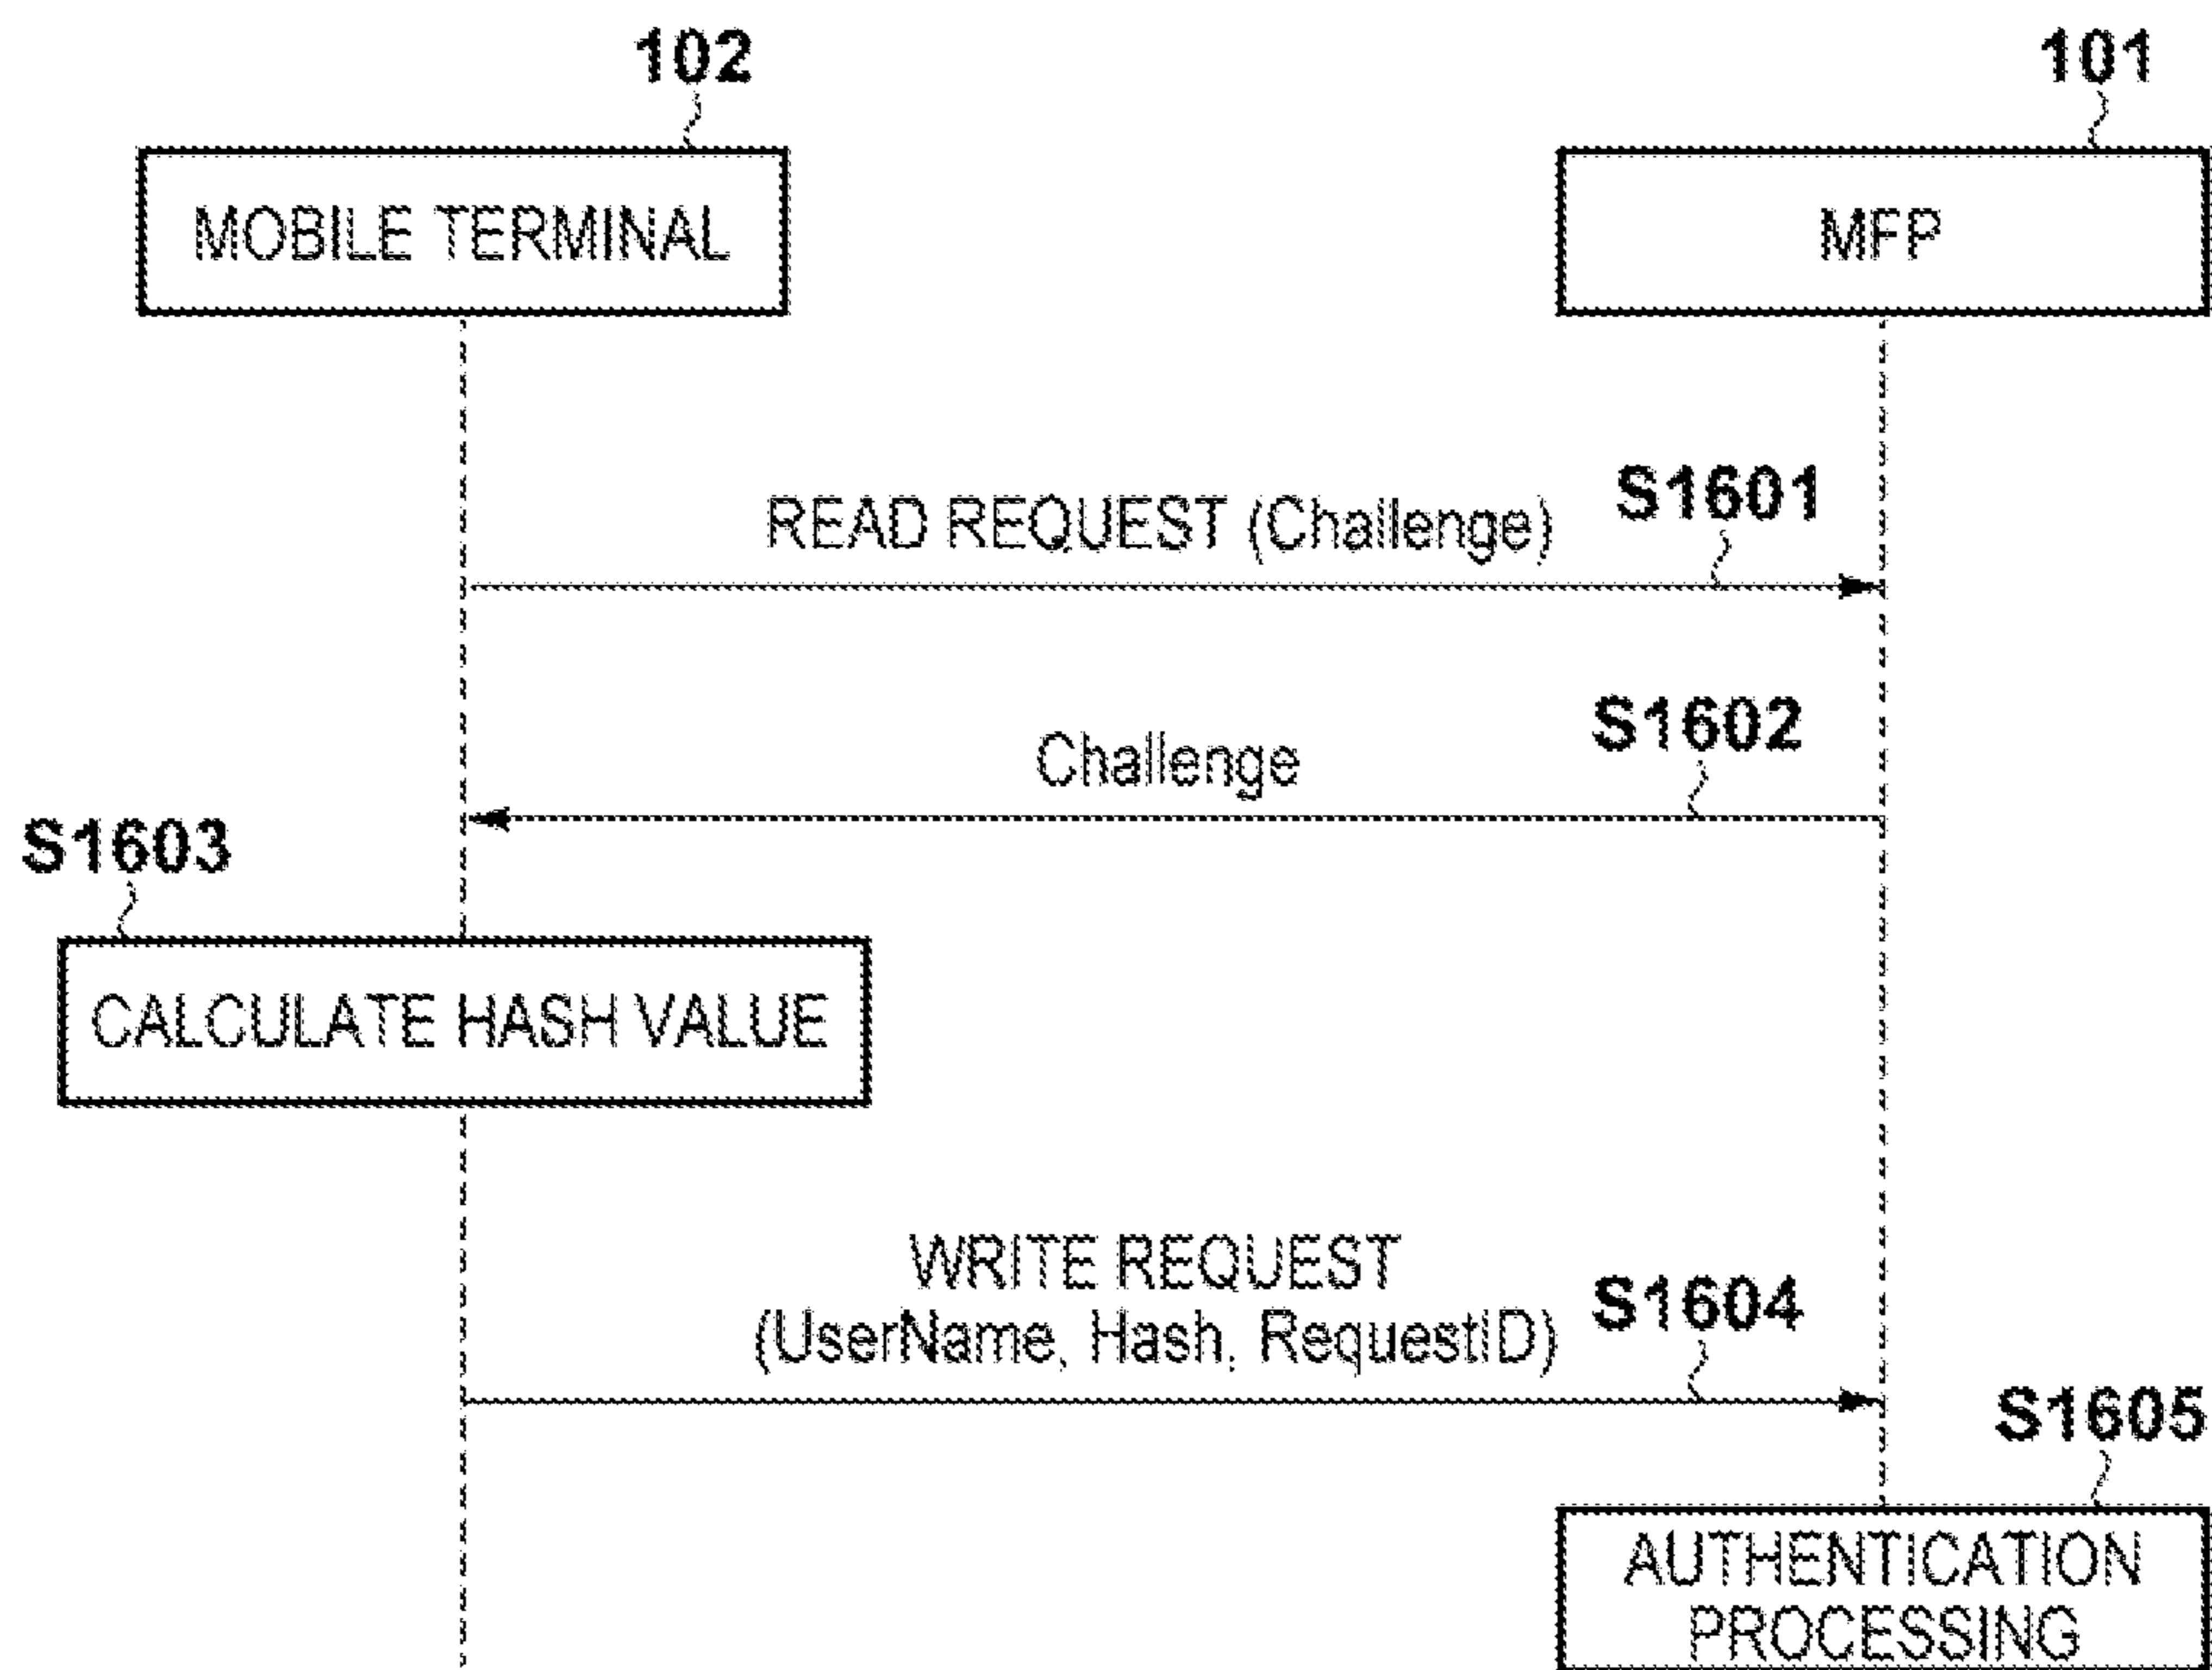 102
101
MOBILE TERMINAL
MFP
S1601
READ REQUEST (Challenge)
S1602
Challenge
S1603
CALCULATE HASH VALUE
WRITE REQUEST
(UserName, Hash, RequestID)
S1604
S1605
AUTHENTICATION
PROCESSING